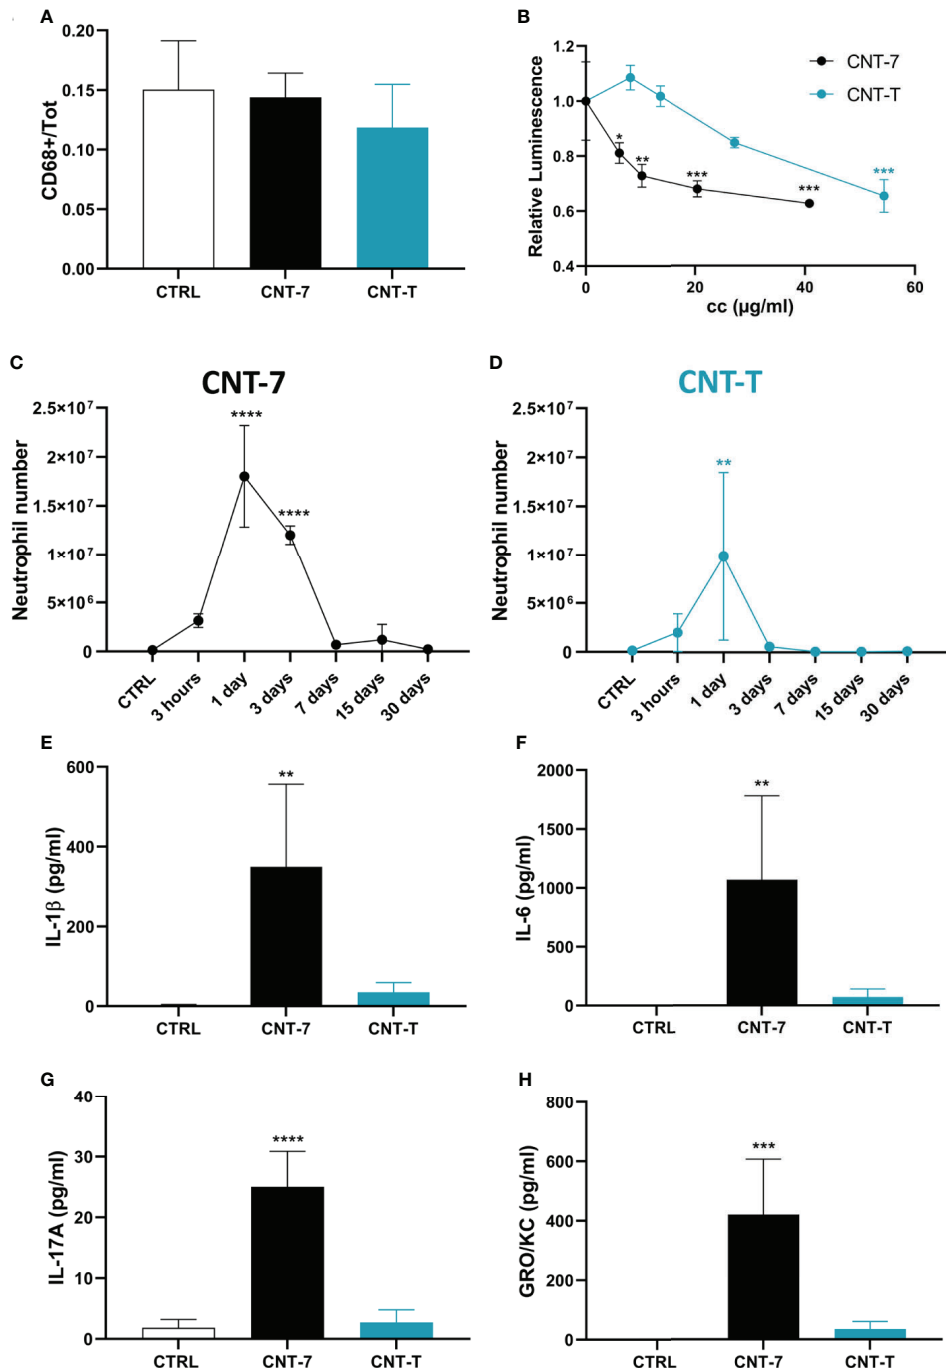 A
CD68+/Tot
0.20
0.15
0.10
0.05
0.00
CTRL
CNT-7
CNT-T
B
Relative Luminescence
1.2
1.0
0.8
0.6
0.4
CNT-7
CNT-T
*
**
***
***
***
0
20
40
60
cc (µg/ml)
C
CNT-7
Neutrophil number
2.5×10⁷
2×10⁷
1.5×10⁷
1×10⁷
5×10⁶
0
****
****
CTRL
3 hours
1 day
3 days
7 days
15 days
30 days
D
CNT-T
Neutrophil number
2.5×10⁷
2×10⁷
1.5×10⁷
1×10⁷
5×10⁶
0
**
CTRL
3 hours
1 day
3 days
7 days
15 days
30 days
E
IL-1β (pg/ml)
600
400
200
0
**
CTRL
CNT-7
CNT-T
F
IL-6 (pg/ml)
2000
1500
1000
500
0
**
CTRL
CNT-7
CNT-T
G
IL-17A (pg/ml)
40
30
20
10
0
****
CTRL
CNT-7
CNT-T
H
GRO/KC (pg/ml)
800
600
400
200
0
***
CTRL
CNT-7
CNT-T